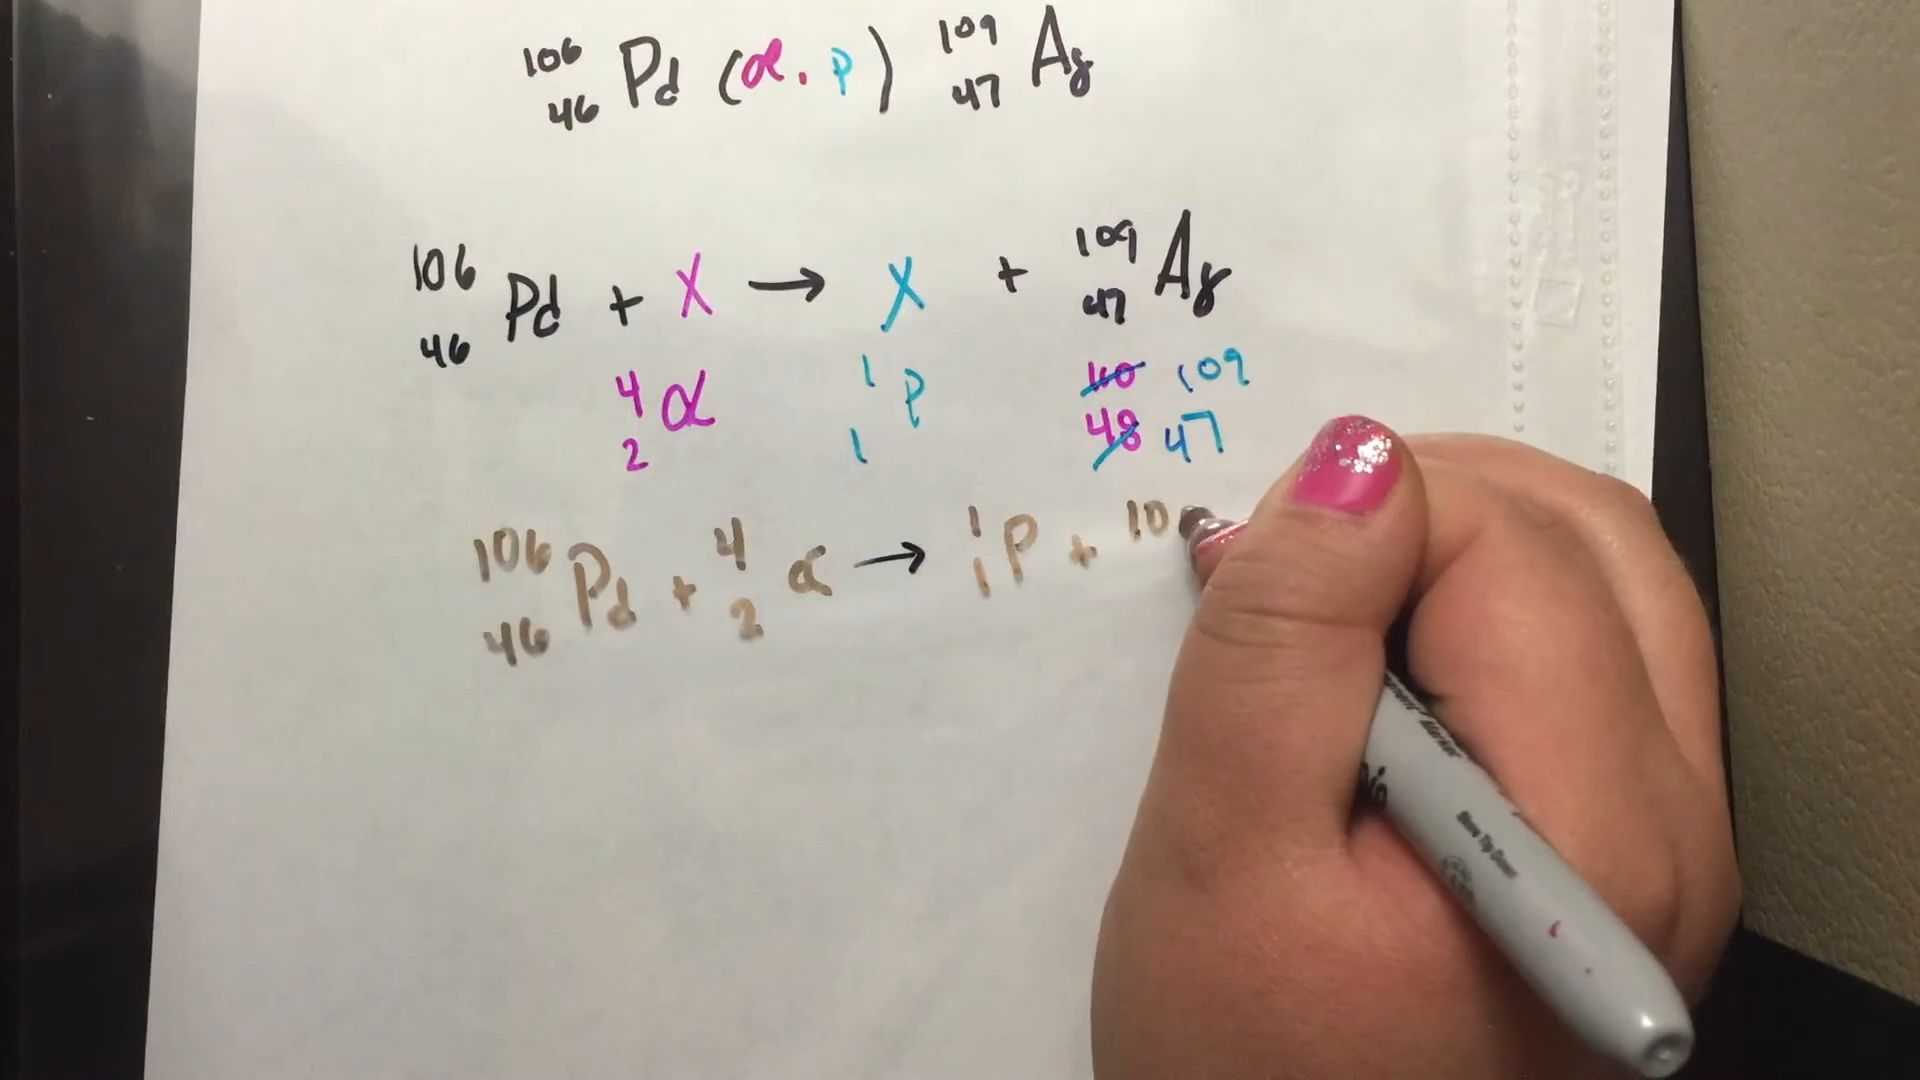 106 46 Pd (α, p) 109 47 Ag
106 46 Pd + X → X + 109 47 Ag
4 2 α 1 1 p 110 109
48 47
106 46 Pd + 4 2 α → 1 1 p + 10